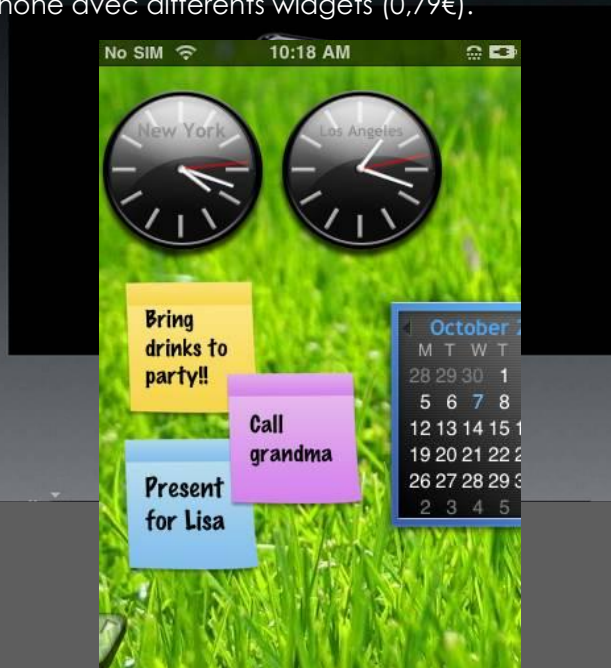 hone avec différents widgets (0,79€).
No SIM 10:18 AM
New York Los Angeles
Bring
drinks to
party!!
Call
grandma
Present
for Lisa
October
M T W T
28 29 30 1
5 6 7 8
12 13 14 15
19 20 21 22
26 27 28 29
2 3 4 5